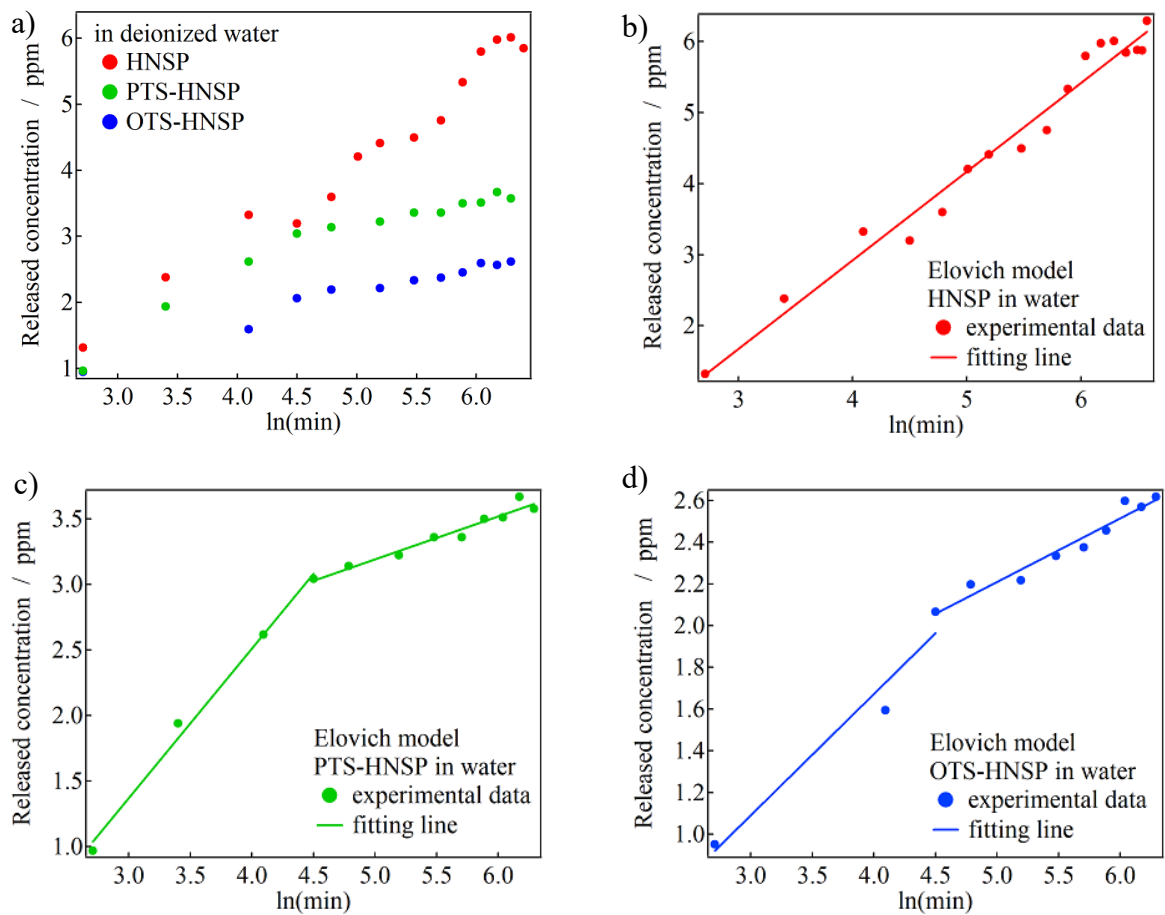 a)
in deionized water
HNSP
PTS-HNSP
OTS-HNSP
Released concentration / ppm
6
5
4
3
2
1
3.0 3.5 4.0 4.5 5.0 5.5 6.0
ln(min)
b)
Released concentration / ppm
6
5
4
3
2
Elovich model
HNSP in water
experimental data
fitting line
3 4 5 6
ln(min)
c)
Released concentration / ppm
3.5
3.0
2.5
2.0
1.5
1.0
Elovich model
PTS-HNSP in water
experimental data
fitting line
3.0 3.5 4.0 4.5 5.0 5.5 6.0
ln(min)
d)
Released concentration / ppm
2.6
2.4
2.2
2.0
1.8
1.6
1.4
1.2
1.0
Elovich model
OTS-HNSP in water
experimental data
fitting line
3.0 3.5 4.0 4.5 5.0 5.5 6.0
ln(min)